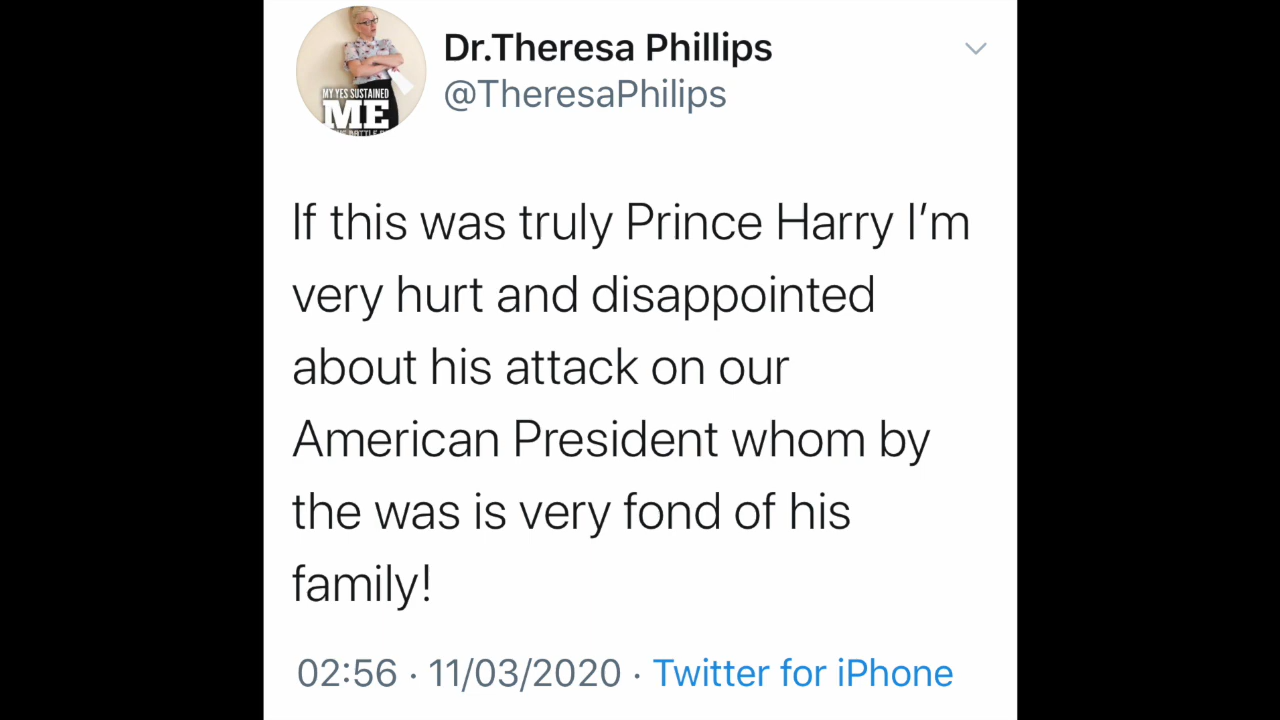 Dr.Theresa Phillips
@TheresaPhilips
MY YES SUSTAINED
ME
If this was truly Prince Harry I’m
very hurt and disappointed
about his attack on our
American President whom by
the was is very fond of his
family!
02:56 · 11/03/2020 · Twitter for iPhone